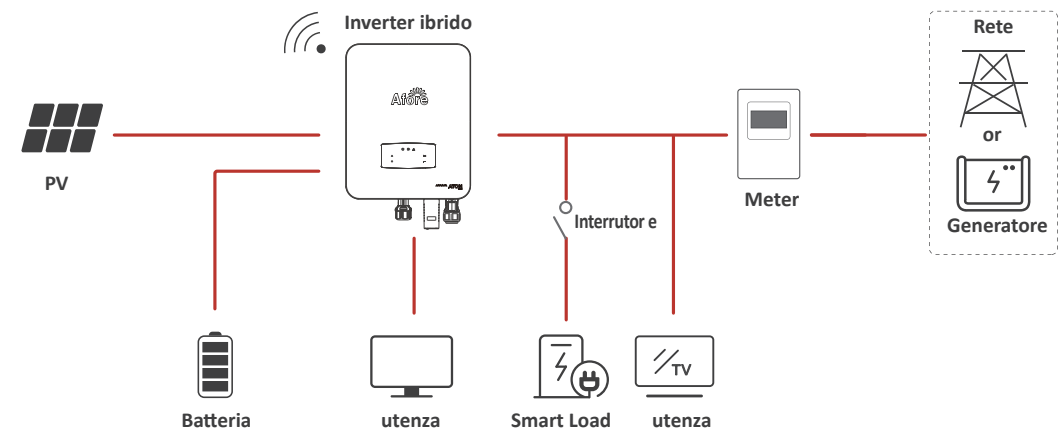 Inverter ibrido
Rete
Afore
or
PV
Meter
Interrutor e
Generatore
TV
Batteria
utenza
Smart Load
utenza